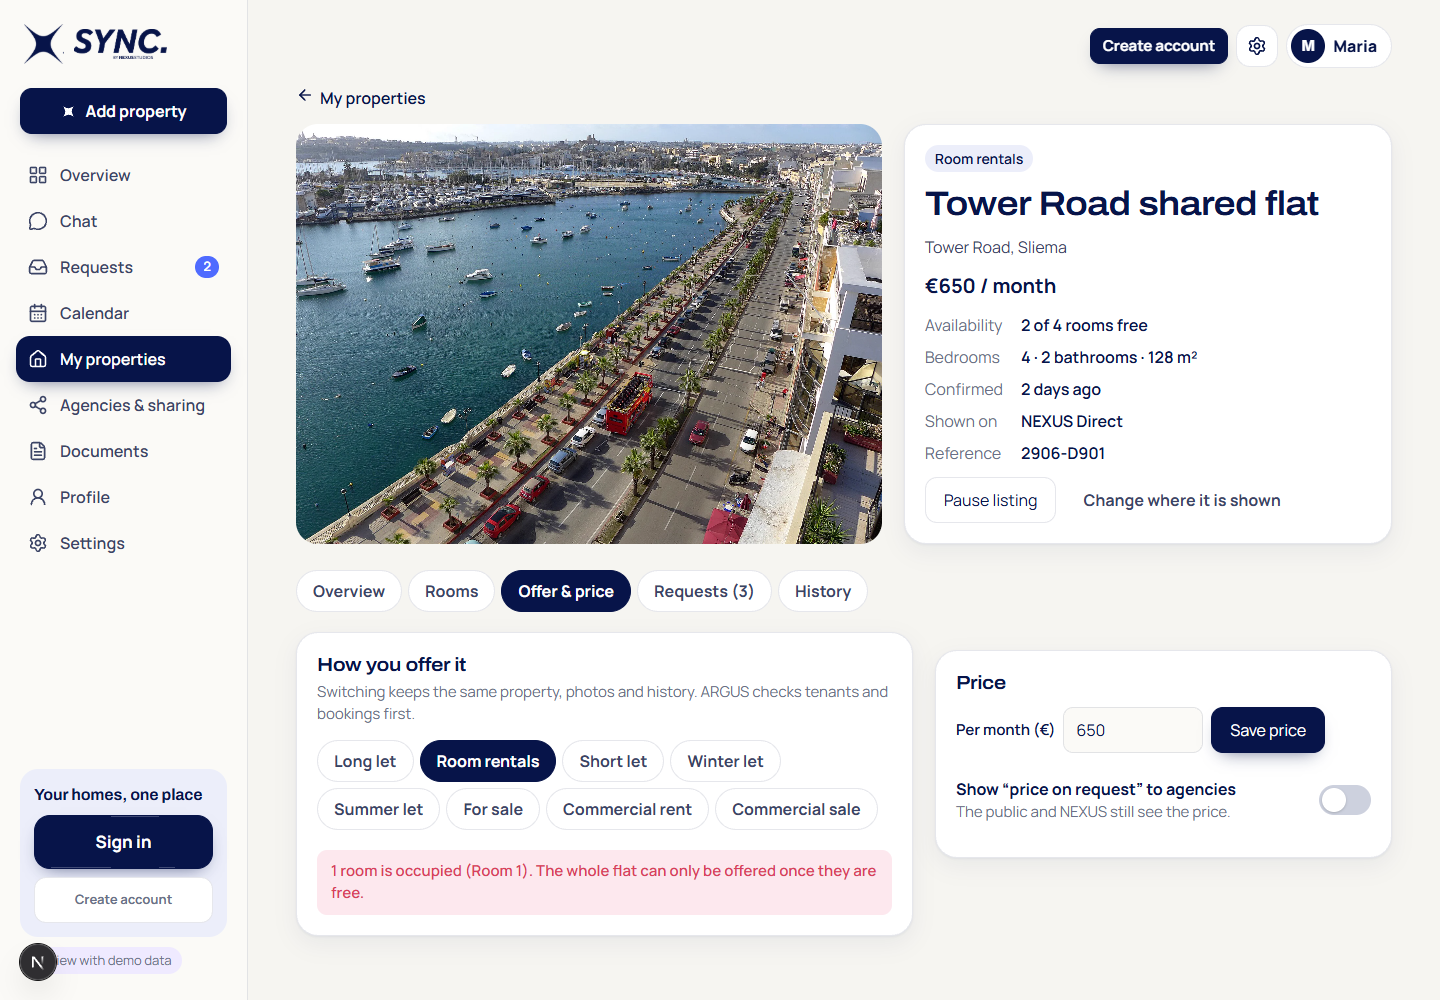 SYNC.
BY NEXUS STUDIOS
Add property
Overview
Chat
Requests
2
Calendar
My properties
Agencies & sharing
Documents
Profile
Settings
Your homes, one place
Sign in
Create account
iew with demo data
N
Create account
M
Maria
My properties
Room rentals
Tower Road shared flat
Tower Road, Sliema
€650 / month
Availability 2 of 4 rooms free
Bedrooms 4 · 2 bathrooms · 128 m²
Confirmed 2 days ago
Shown on NEXUS Direct
Reference 2906-D901
Pause listing
Change where it is shown
Overview
Rooms
Offer & price
Requests (3)
History
How you offer it
Switching keeps the same property, photos and history. ARGUS checks tenants and
bookings first.
Long let
Room rentals
Short let
Winter let
Summer let
For sale
Commercial rent
Commercial sale
1 room is occupied (Room 1). The whole flat can only be offered once they are
free.
Price
Per month (€)
650
Save price
Show “price on request” to agencies
The public and NEXUS still see the price.